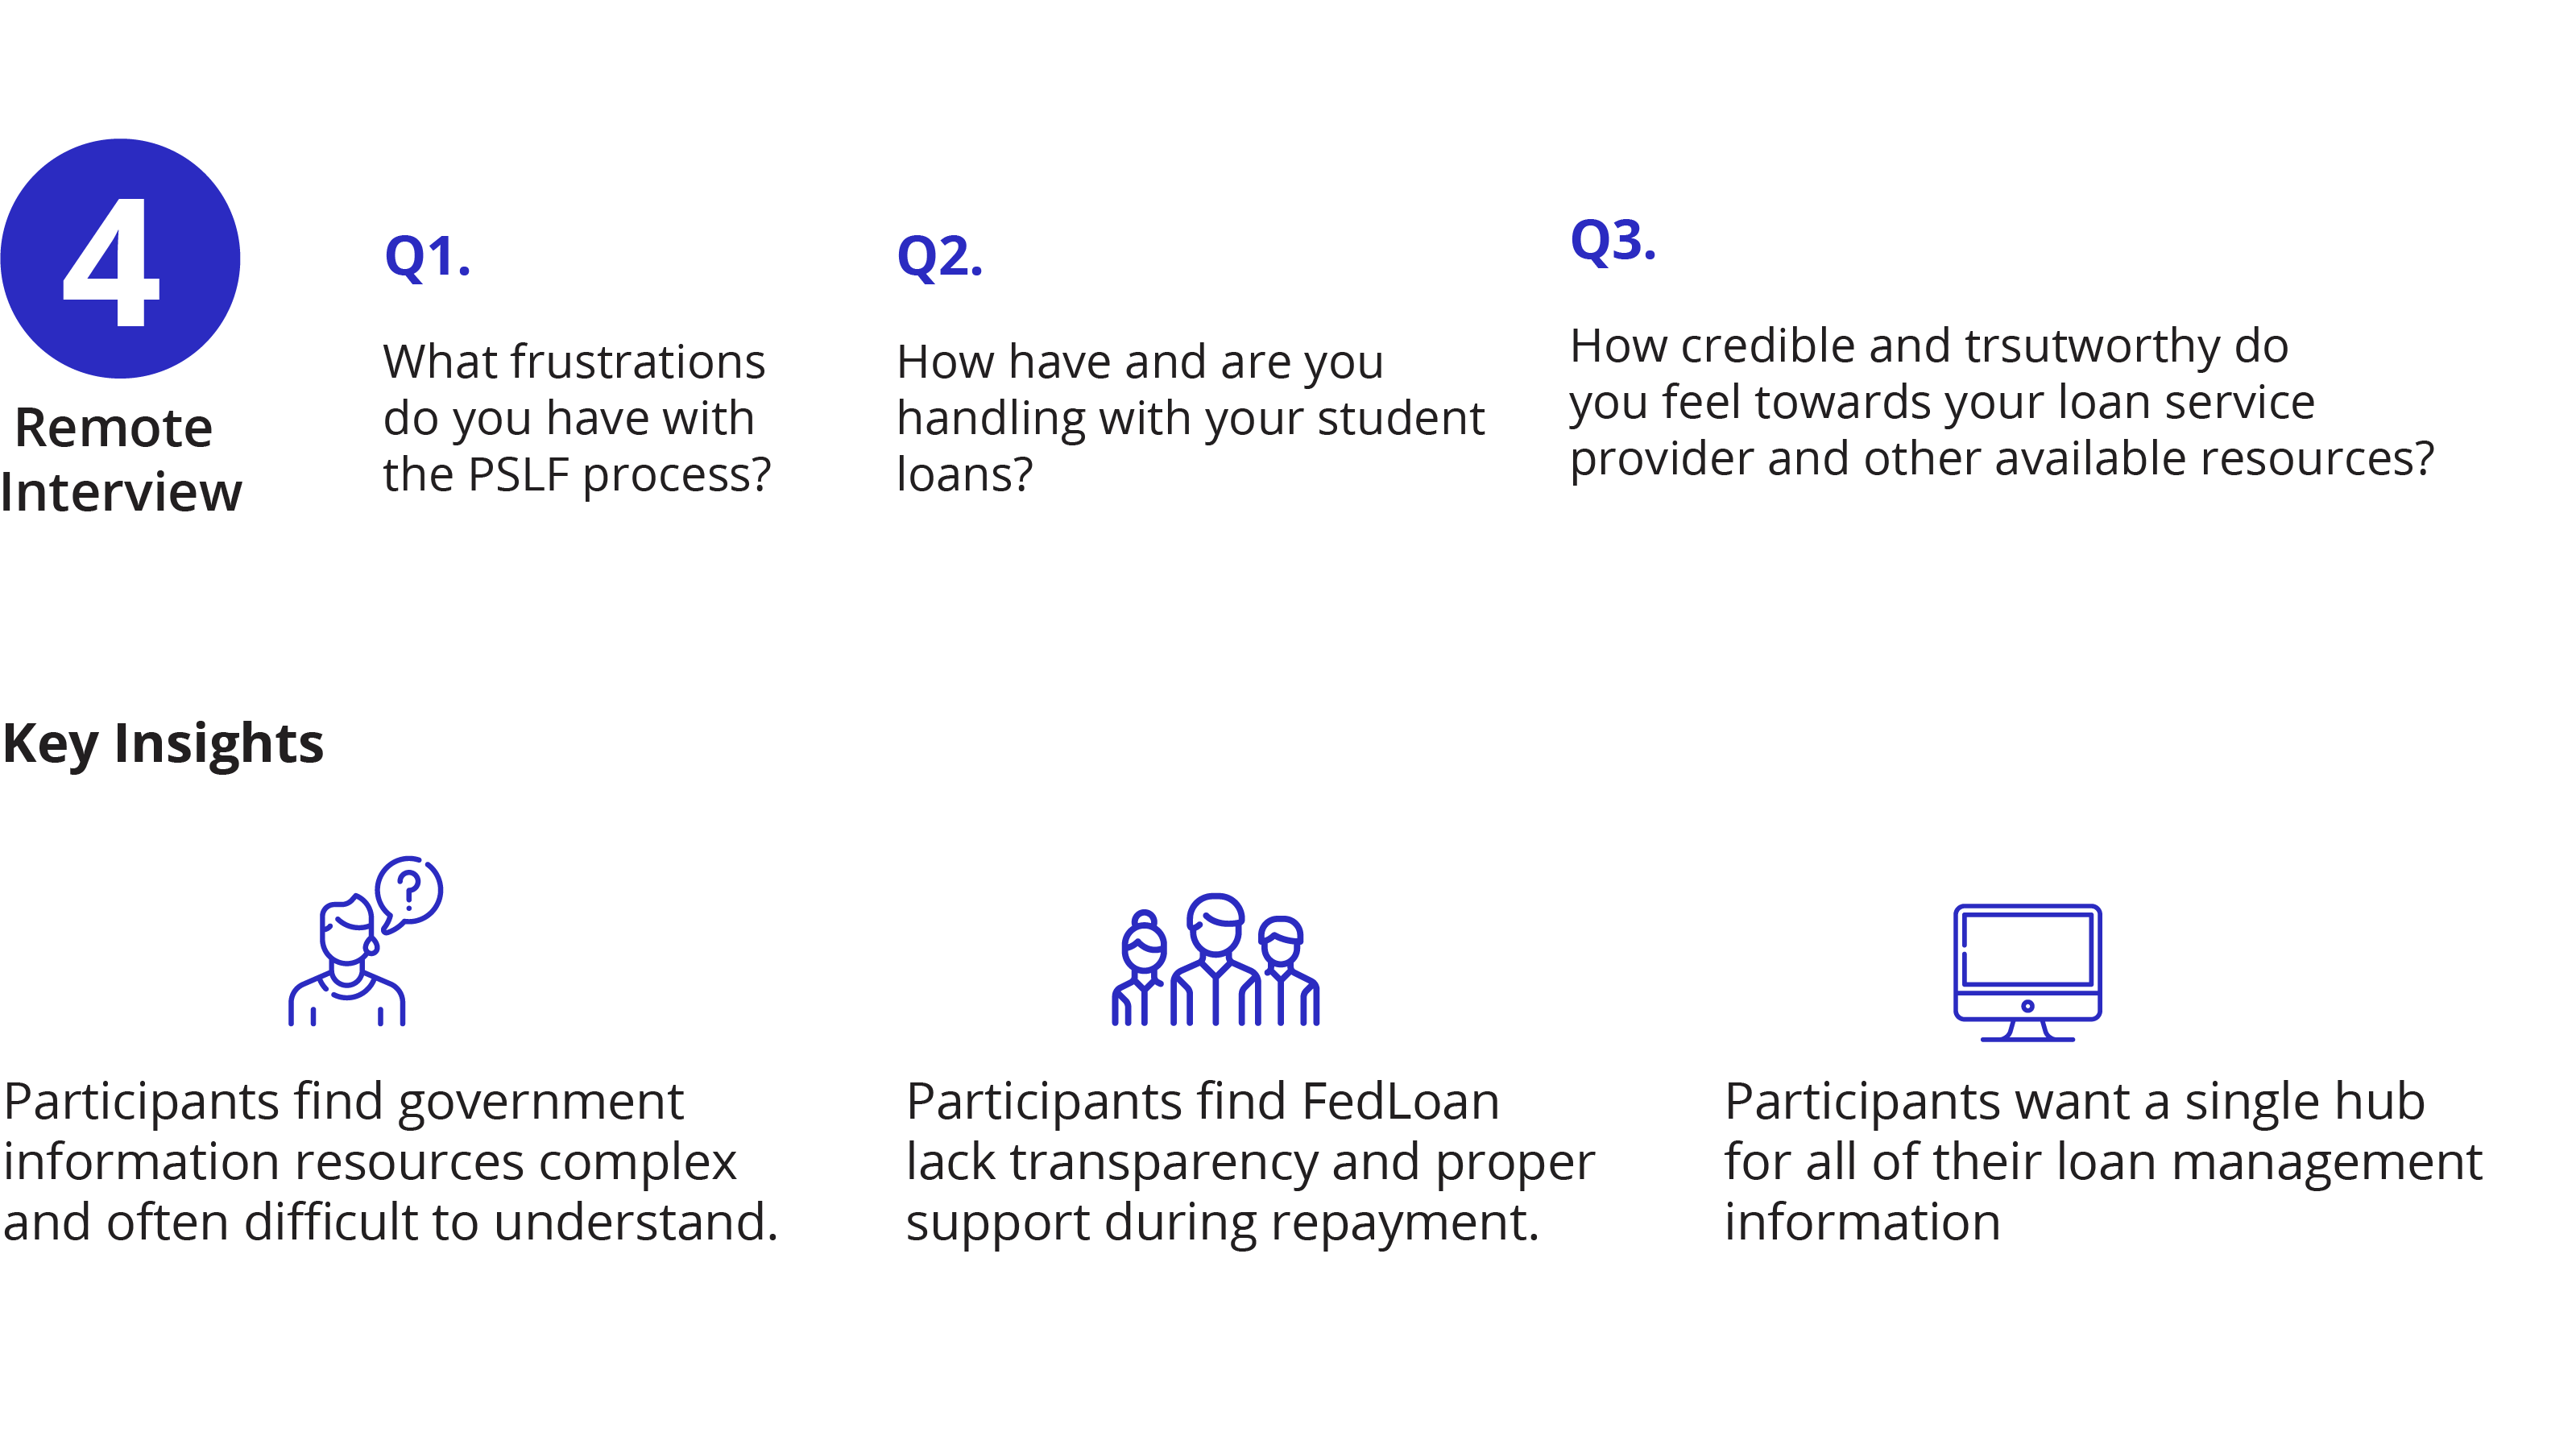 4
Remote
Interview
Q1.
What frustrations
do you have with
the PSLF process?
Q2.
How have and are you
handling with your student
loans?
Q3.
How credible and trsutworthy do
you feel towards your loan service
provider and other available resources?
Key Insights
?
Participants find government
information resources complex
and often difficult to understand.
Participants find FedLoan
lack transparency and proper
support during repayment.
Participants want a single hub
for all of their loan management
information